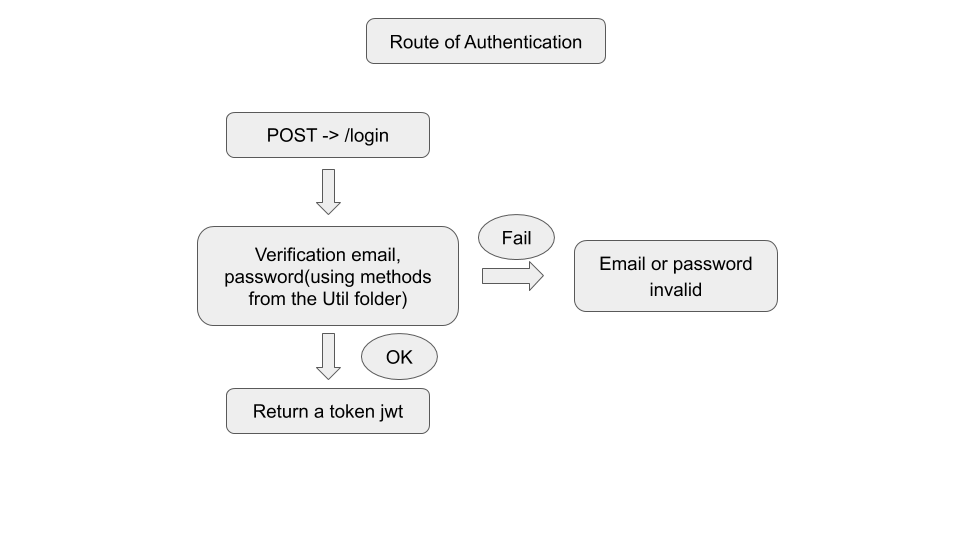 Route of Authentication
POST -> /login
Verification email,
password(using methods
from the Util folder)
Fail
Email or password
invalid
OK
Return a token jwt